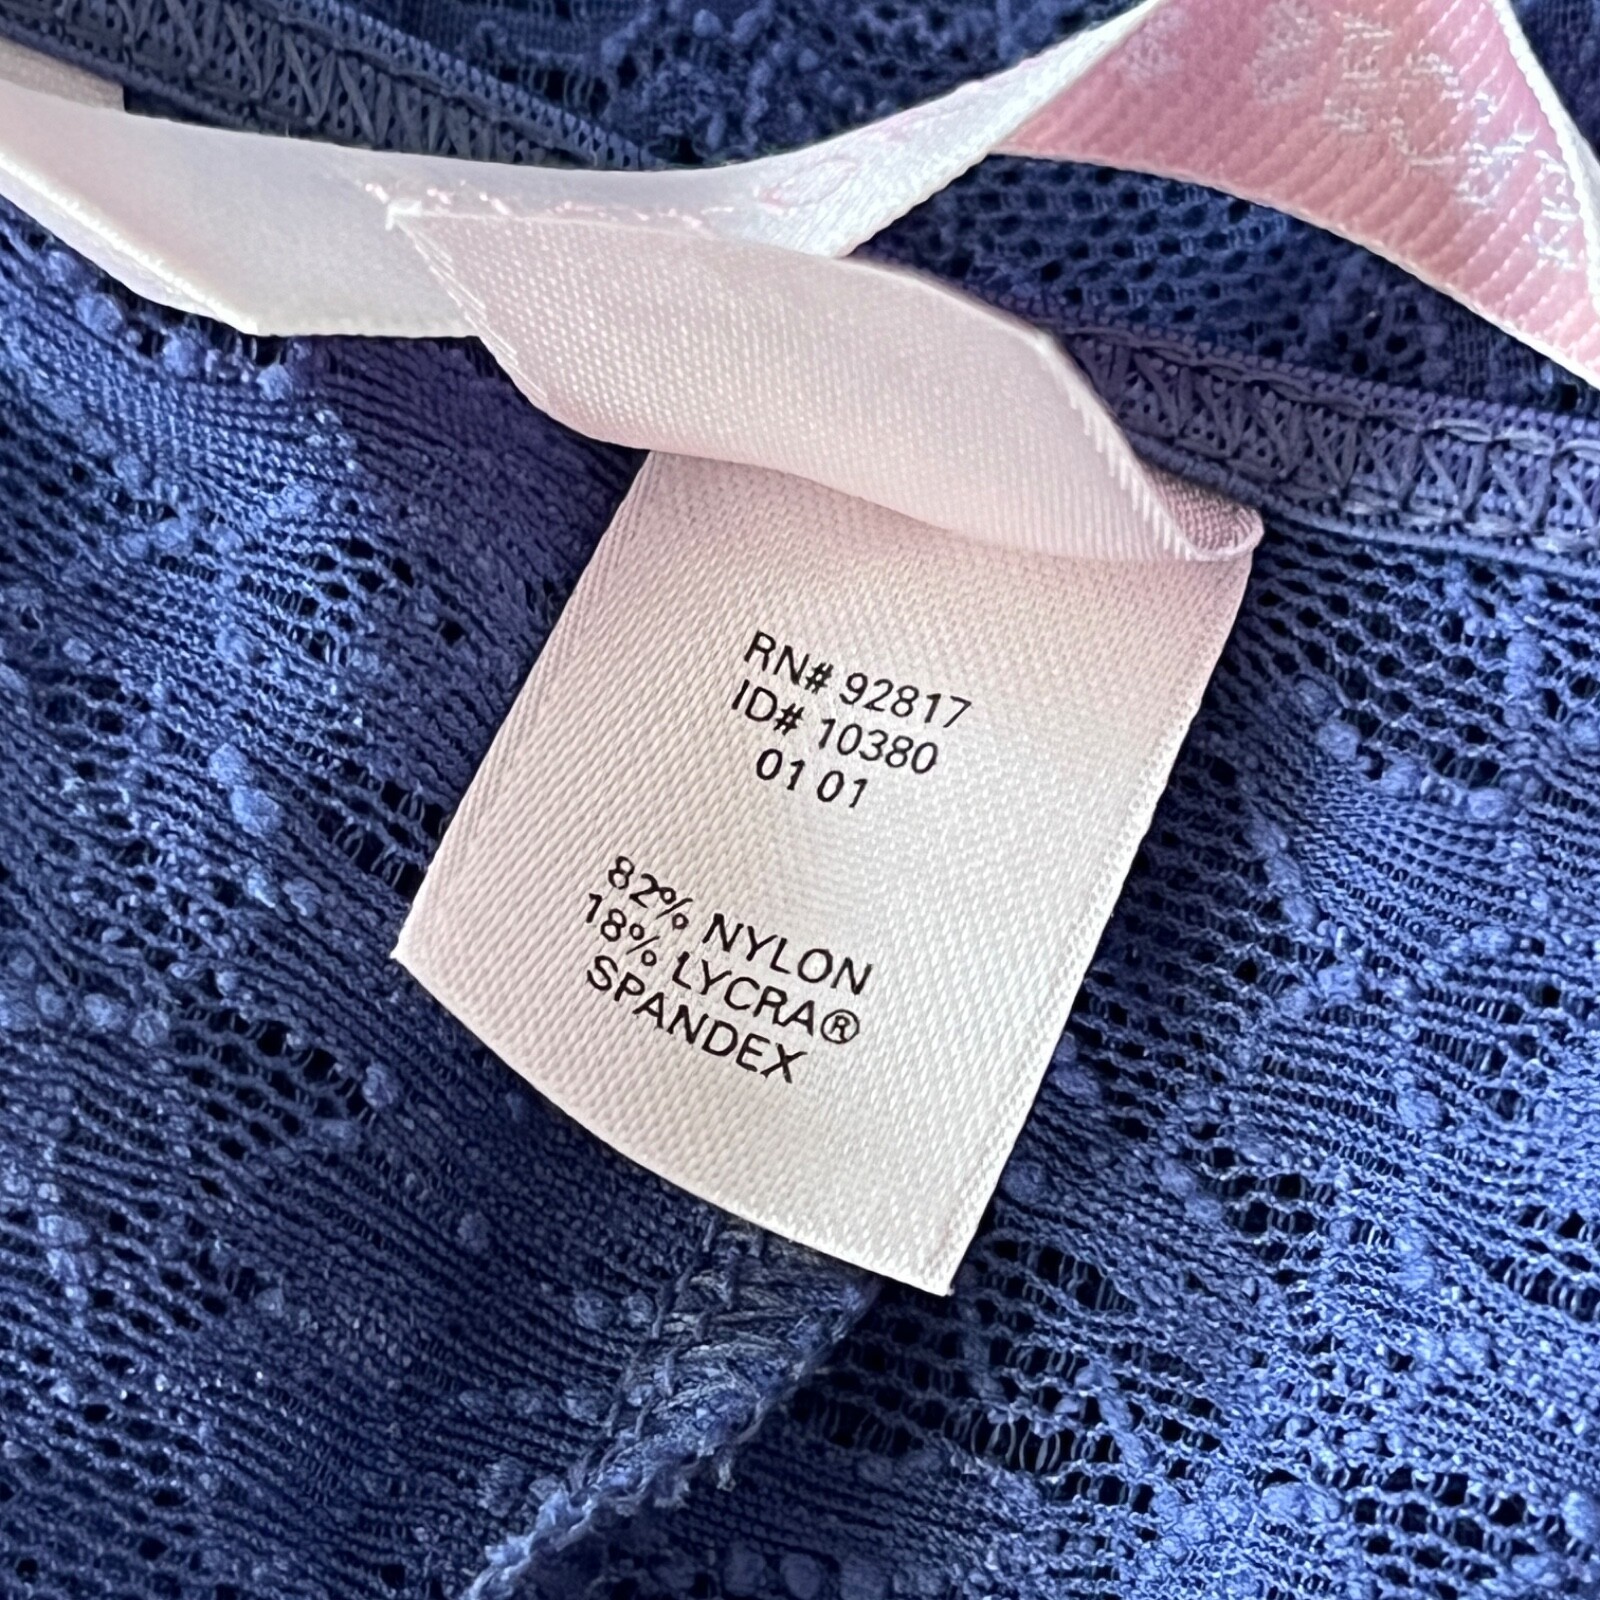 RN# 92817
ID# 10380
01 01
82% NYLON
18% LYCRA®
SPANDEX